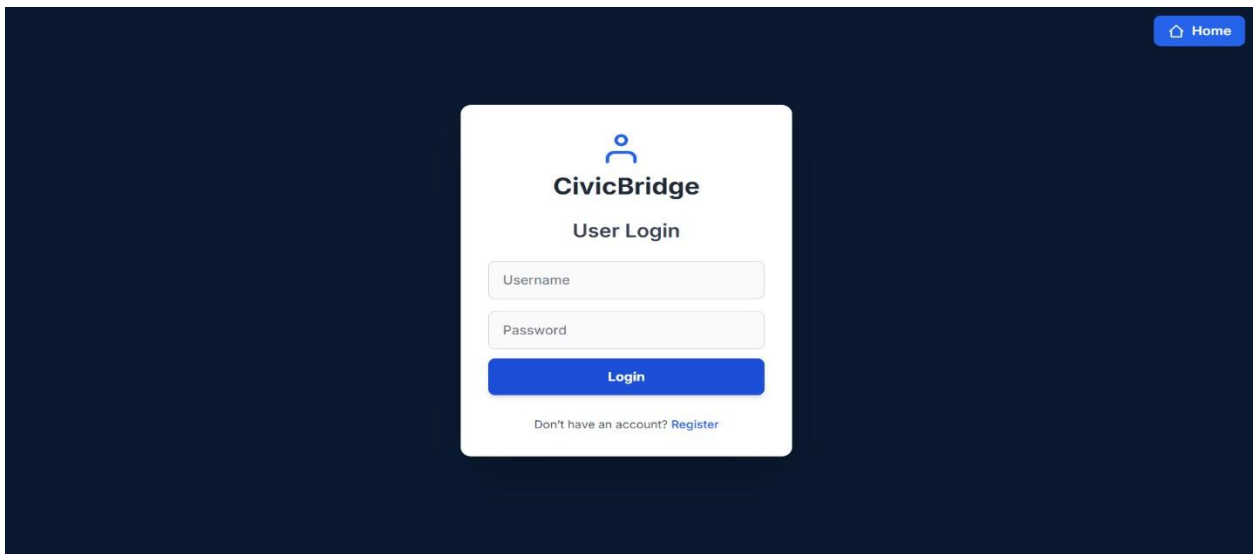 Home
CivicBridge
User Login
Username
Password
Login
Don't have an account? Register